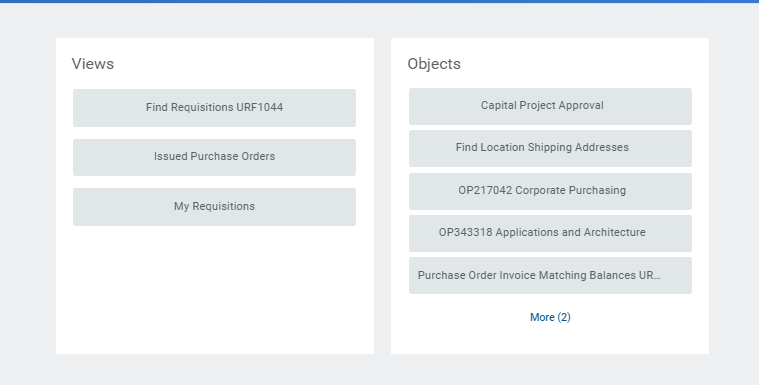 Views
Find Requisitions URF1044
Issued Purchase Orders
My Requisitions
Objects
Capital Project Approval
Find Location Shipping Addresses
OP217042 Corporate Purchasing
OP343318 Applications and Architecture
Purchase Order Invoice Matching Balances UR...
More (2)